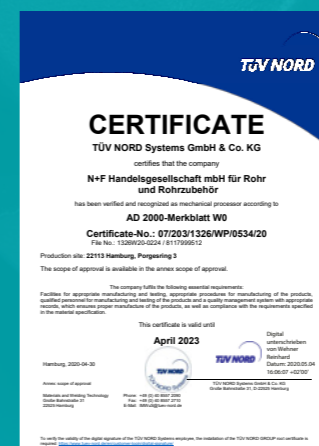 TÜV NORD
CERTIFICATE
TÜV NORD Systems GmbH & Co. KG
certifies that the company
N+F Handelsgesellschaft mbH für Rohr
und Rohrzubehör
has been verified and recognized as mechanical processor according to
AD 2000-Merkblatt W0
Certificate-No.: 07/203/1326/WP/0534/20
File No.: 1326W20-0224 / 8117999512
Production site: 22113 Hamburg, Porgesring 3
The scope of approval is available in the annex scope of approval.
The company fulfils the following essential requirements:
Facilities for appropriate manufacturing and testing, appropriate procedures for manufacturing of the products,
qualified personnel for manufacturing and testing of the products and a quality management system with appropriate
records, which ensures proper manufacture of the products, as well as compliance with the requirements specified
in the material specification.
This certificate is valid until
April 2023
Digital
unterschrieben
von Wehner
Reinhard
Datum: 2020.05.04
16:06:07 +02'00'
TÜV NORD
TÜV NORD
Hamburg, 2020-04-30
Annex: scope of approval
TÜV NORD Systems GmbH & Co. KG
Große Bahnstraße 31, D-22525 Hamburg
Materials and Welding Technology
Große Bahnstraße 31
22525 Hamburg
Phone:
Fax:
E-Mail:
To verify the validity of the digital signature of the TÜV NORD Systems employee, the installation of the TÜV NORD GROUP root certificate is
required.